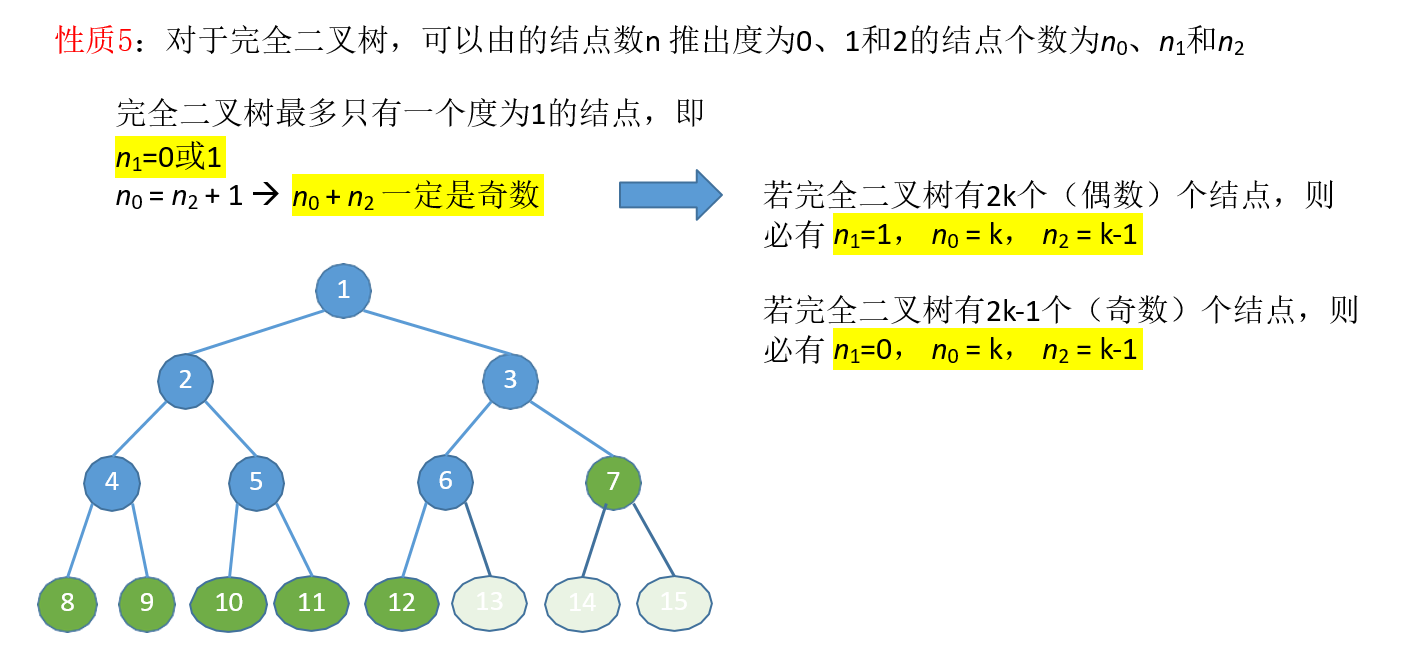 性质5：对于完全二叉树，可以由的结点数n 推出度为0、1和2的结点个数为n₀、n₁和n₂
完全二叉树最多只有一个度为1的结点，即
n₁=0或1
n₀ = n₂ + 1 → n₀ + n₂ 一定是奇数
若完全二叉树有2k个（偶数）个结点，则
必有 n₁=1， n₀ = k， n₂ = k-1
若完全二叉树有2k-1个（奇数）个结点，则
必有 n₁=0， n₀ = k， n₂ = k-1
1
2 3
4 5 6 7
8 9 10 11 12 13 14 15